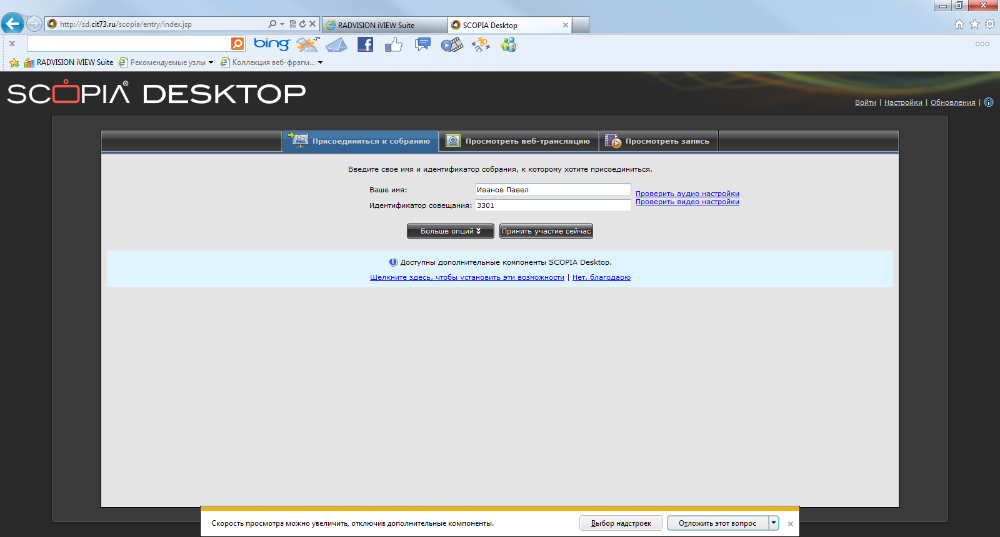 http://sd.cit73.ru/scopia/entry/index.jsp
RADVISION iVIEW Suite
SCOPIA Desktop
bing
-7°
RADVISION iVIEW Suite
Рекомендуемые узлы
Коллекция веб-фрагм...
SCOPIA® DESKTOP
Войти | Настройки | Обновления |
Присоединиться к собранию
Просмотреть веб-трансляцию
Просмотреть запись
Введите свое имя и идентификатор собрания, к которому хотите присоединиться.
Ваше имя: Иванов Павел
Проверить аудио настройки
Проверить видео настройки
Идентификатор совещания: 3301
Больше опций
Принять участие сейчас
Доступны дополнительные компоненты SCOPIA Desktop.
Щелкните здесь, чтобы установить эти возможности | Нет, благодарю
Скорость просмотра можно увеличить, отключив дополнительные компоненты.
Выбор надстроек
Отложить этот вопрос